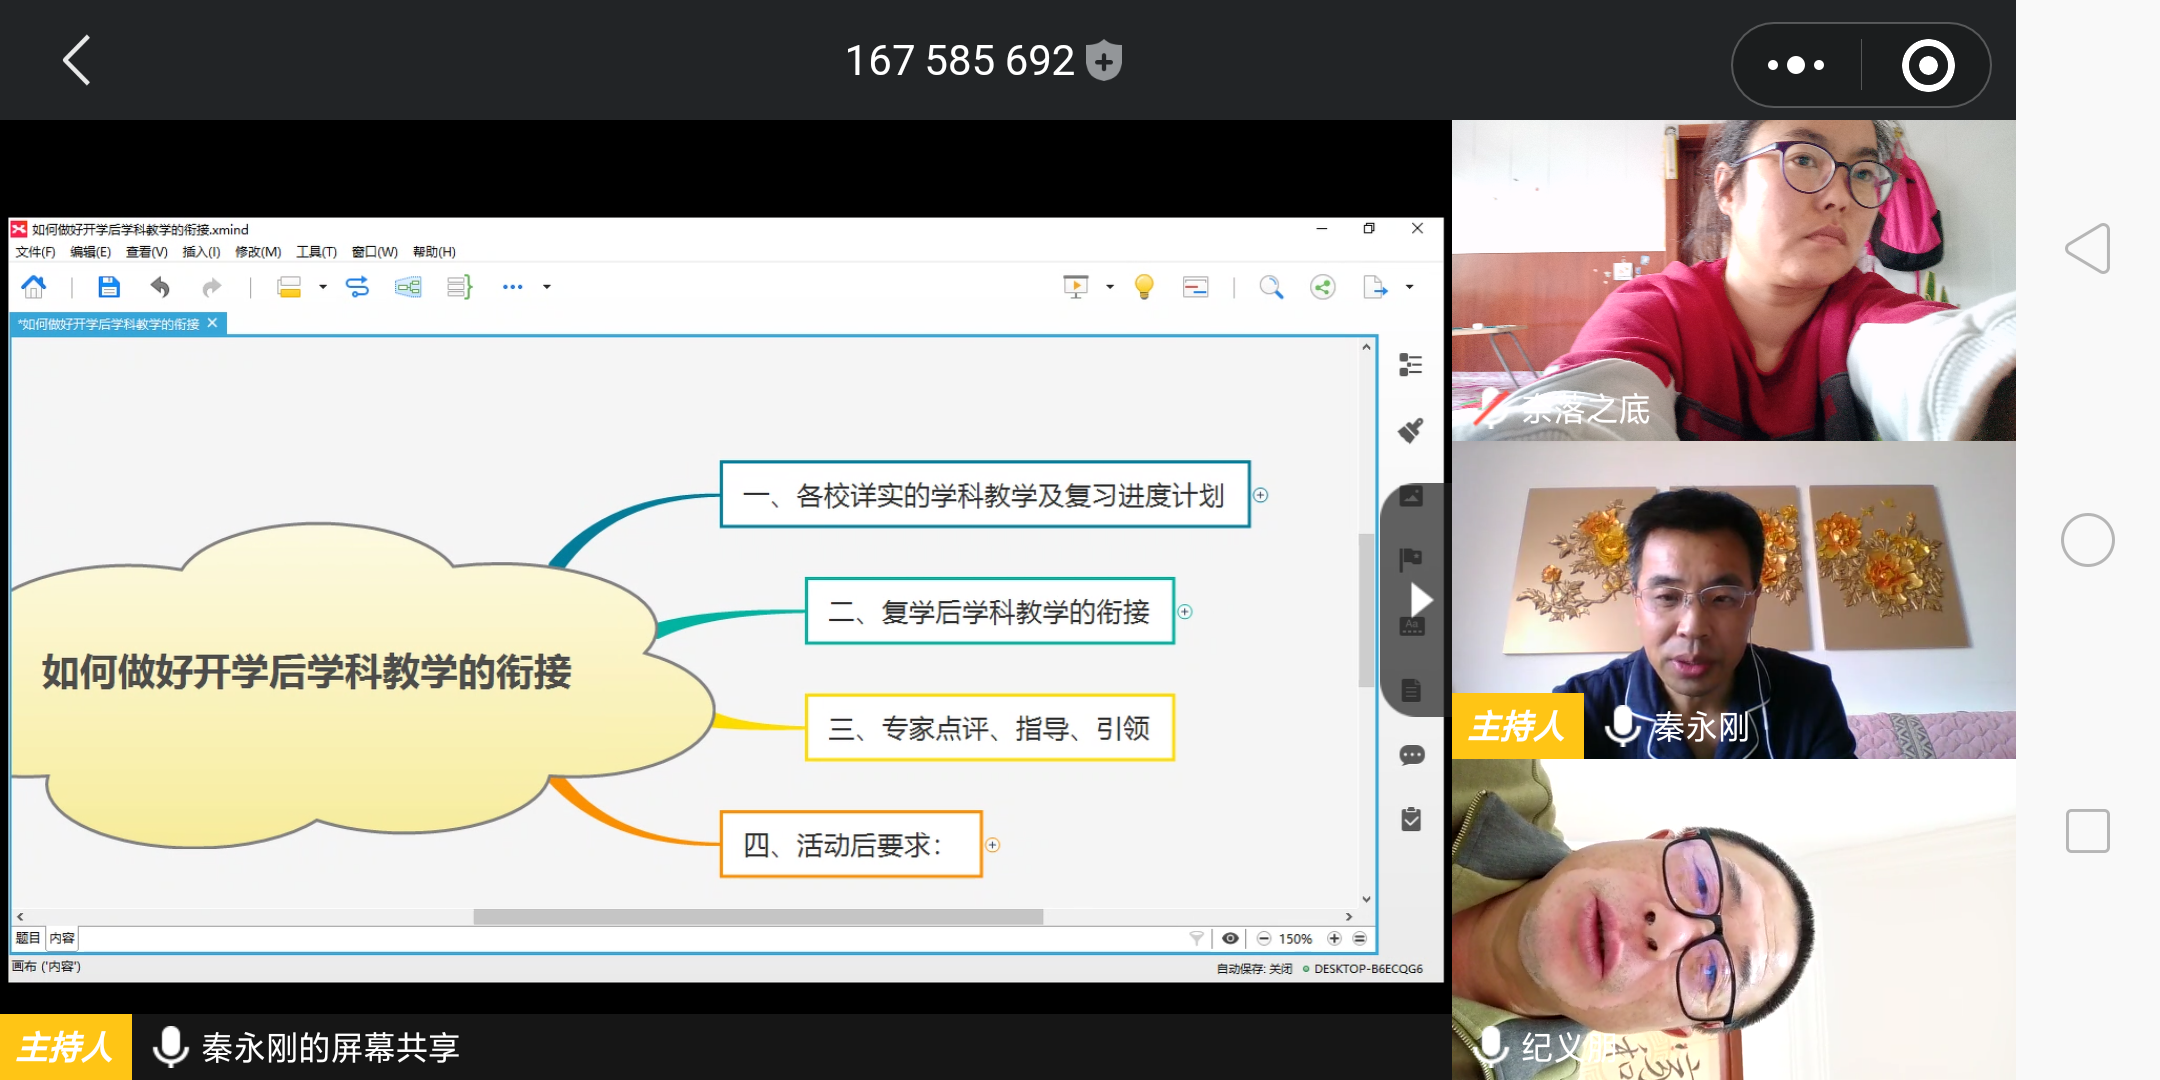 167 585 692
如何做好开学后学科教学的衔接.xmind
文件(F) 编辑(E) 查看(V) 插入(I) 修改(M) 工具(T) 窗口(W) 帮助(H)
*如何做好开学后学科教学的衔接
一、各校详实的学科教学及复习进度计划
二、复学后学科教学的衔接
如何做好开学后学科教学的衔接
三、专家点评、指导、引领
四、活动后要求：
Aa
题目 内容
150%
画布 ('内容')
自动保存: 关闭 DESKTOP-B6ECQG6
主持人 秦永刚的屏幕共享
奈落之底
主持人 秦永刚
纪义